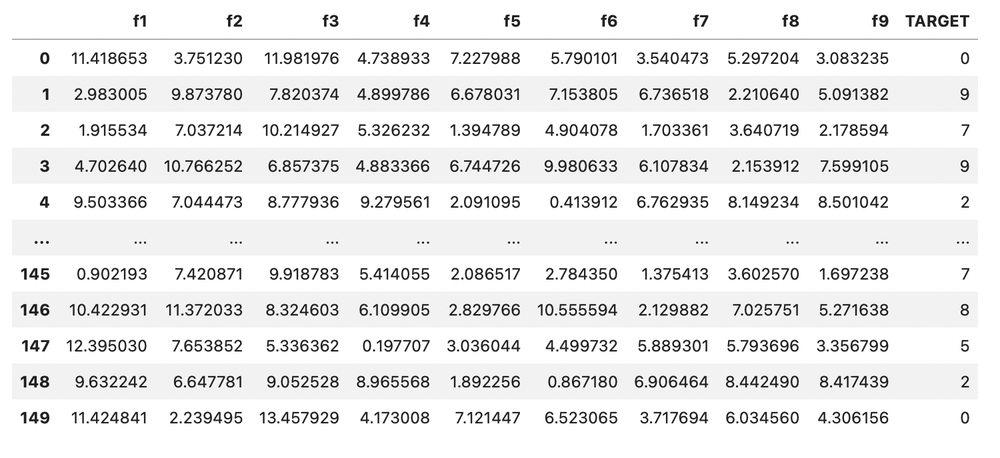 f1 f2 f3 f4 f5 f6 f7 f8 f9 TARGET
0 11.418653 3.751230 11.981976 4.738933 7.227988 5.790101 3.540473 5.297204 3.083235 0
1 2.983005 9.873780 7.820374 4.899786 6.678031 7.153805 6.736518 2.210640 5.091382 9
2 1.915534 7.037214 10.214927 5.326232 1.394789 4.904078 1.703361 3.640719 2.178594 7
3 4.702640 10.766252 6.857375 4.883366 6.744726 9.980633 6.107834 2.153912 7.599105 9
4 9.503366 7.044473 8.777936 9.279561 2.091095 0.413912 6.762935 8.149234 8.501042 2
... ... ... ... ... ... ... ... ... ... ...
145 0.902193 7.420871 9.918783 5.414055 2.086517 2.784350 1.375413 3.602570 1.697238 7
146 10.422931 11.372033 8.324603 6.109905 2.829766 10.555594 2.129882 7.025751 5.271638 8
147 12.395030 7.653852 5.336362 0.197707 3.036044 4.499732 5.889301 5.793696 3.356799 5
148 9.632242 6.647781 9.052528 8.965568 1.892256 0.867180 6.906464 8.442490 8.417439 2
149 11.424841 2.239495 13.457929 4.173008 7.121447 6.523065 3.717694 6.034560 4.306156 0